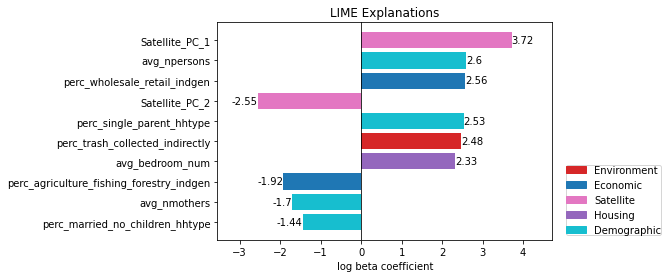 LIME Explanations
Satellite_PC_1 3.72
avg_npersons 2.6
perc_wholesale_retail_indgen 2.56
Satellite_PC_2 -2.55
perc_single_parent_hhtype 2.53
perc_trash_collected_indirectly 2.48
avg_bedroom_num 2.33
perc_agriculture_fishing_forestry_indgen -1.92
avg_nmothers -1.7
perc_married_no_children_hhtype -1.44
−3 −2 −1 0 1 2 3 4
log beta coefficient
Environment
Economic
Satellite
Housing
Demographic